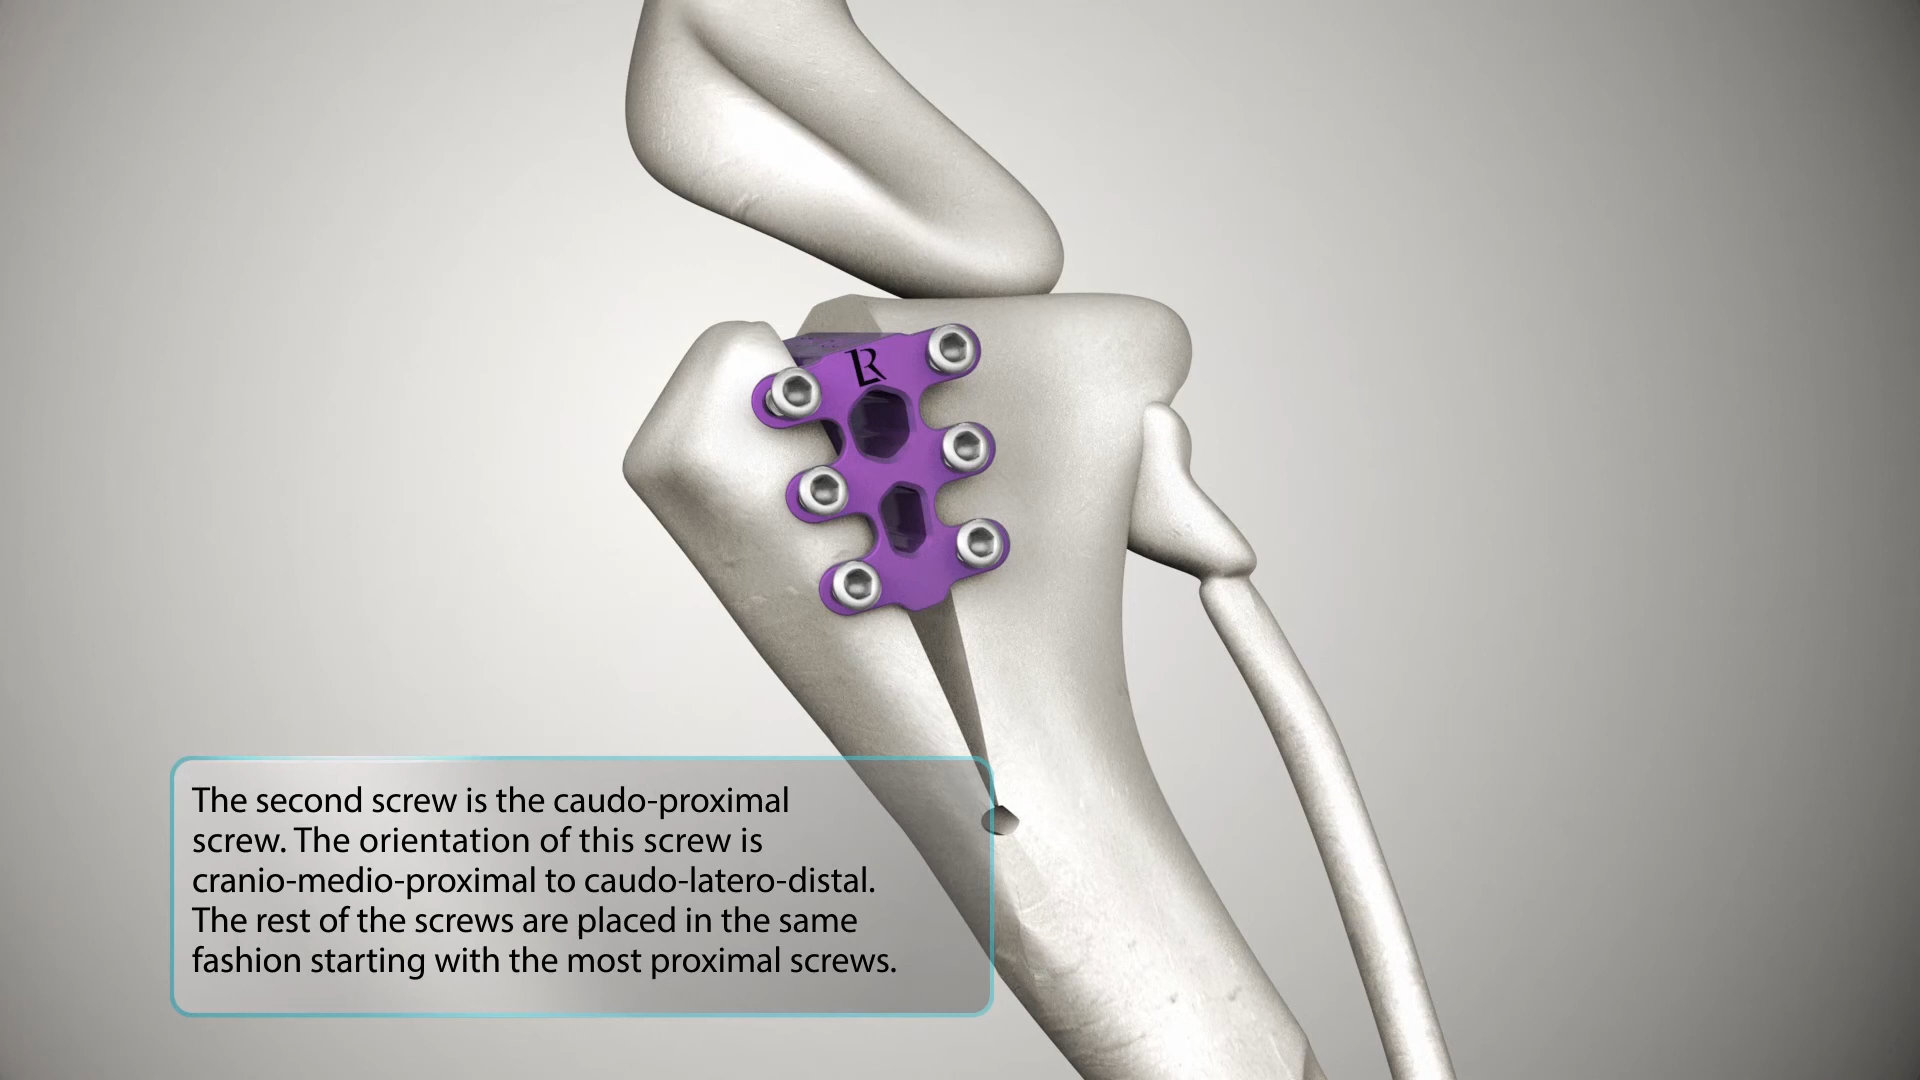 LR
The second screw is the caudo-proximal
screw. The orientation of this screw is
cranio-medio-proximal to caudo-latero-distal.
The rest of the screws are placed in the same
fashion starting with the most proximal screws.